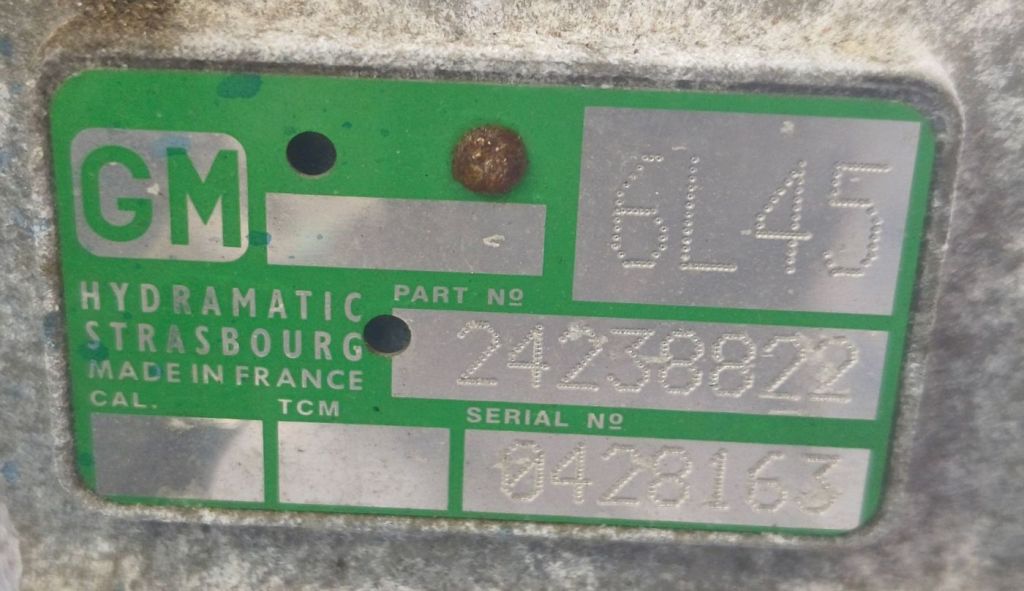 GM
6L45
HYDRAMATIC
STRASBOURG
MADE IN FRANCE
PART Nº
24238822
CAL.
TCM
SERIAL Nº
0428163